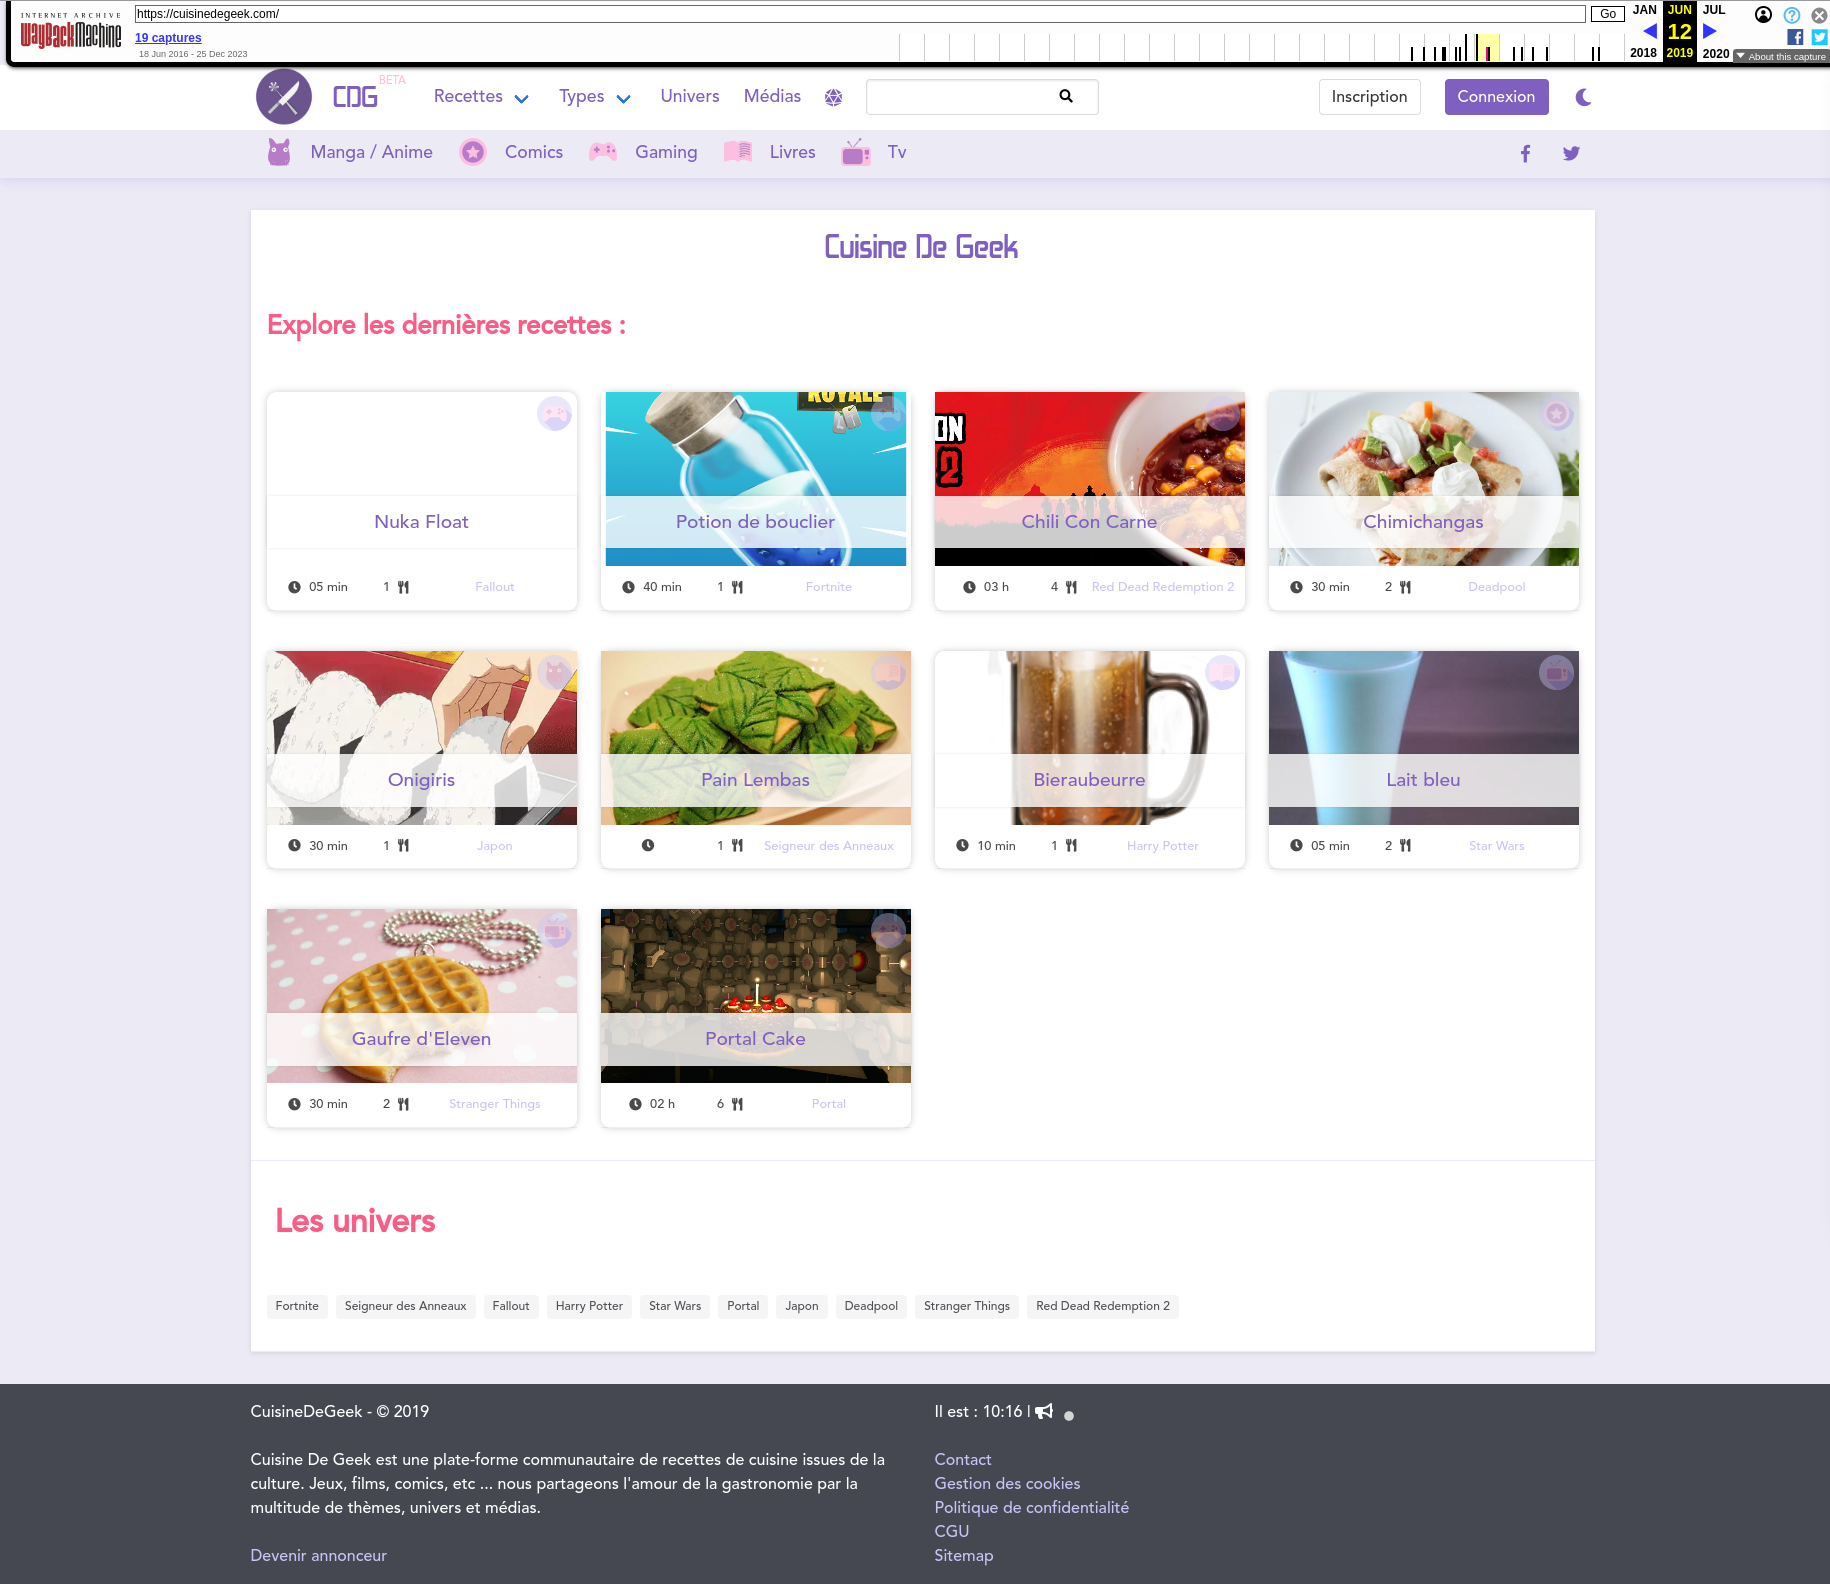 INTERNET ARCHIVE
WayBackMachine
https://cuisinedegeek.com/
Go
JAN JUN JUL
19 captures
12
18 Jun 2016 - 25 Dec 2023
2018 2019 2020
About this capture
CDG BETA
Recettes
Types
Univers
Médias
Inscription
Connexion
Manga / Anime
Comics
Gaming
Livres
Tv
Cuisine De Geek
Explore les dernières recettes :
ROYALE
ON
2
Nuka Float
Potion de bouclier
Chili Con Carne
Chimichangas
05 min 1 Fallout
40 min 1 Fortnite
03 h 4 Red Dead Redemption 2
30 min 2 Deadpool
Onigiris
Pain Lembas
Bieraubeurre
Lait bleu
30 min 1 Japon
1 Seigneur des Anneaux
10 min 1 Harry Potter
05 min 2 Star Wars
Gaufre d'Eleven
Portal Cake
30 min 2 Stranger Things
02 h 6 Portal
Les univers
Fortnite Seigneur des Anneaux Fallout Harry Potter Star Wars Portal Japon Deadpool Stranger Things Red Dead Redemption 2
CuisineDeGeek - © 2019
Cuisine De Geek est une plate-forme communautaire de recettes de cuisine issues de la
culture. Jeux, films, comics, etc ... nous partageons l'amour de la gastronomie par la
multitude de thèmes, univers et médias.
Devenir annonceur
Il est : 10:16 |
Contact
Gestion des cookies
Politique de confidentialité
CGU
Sitemap